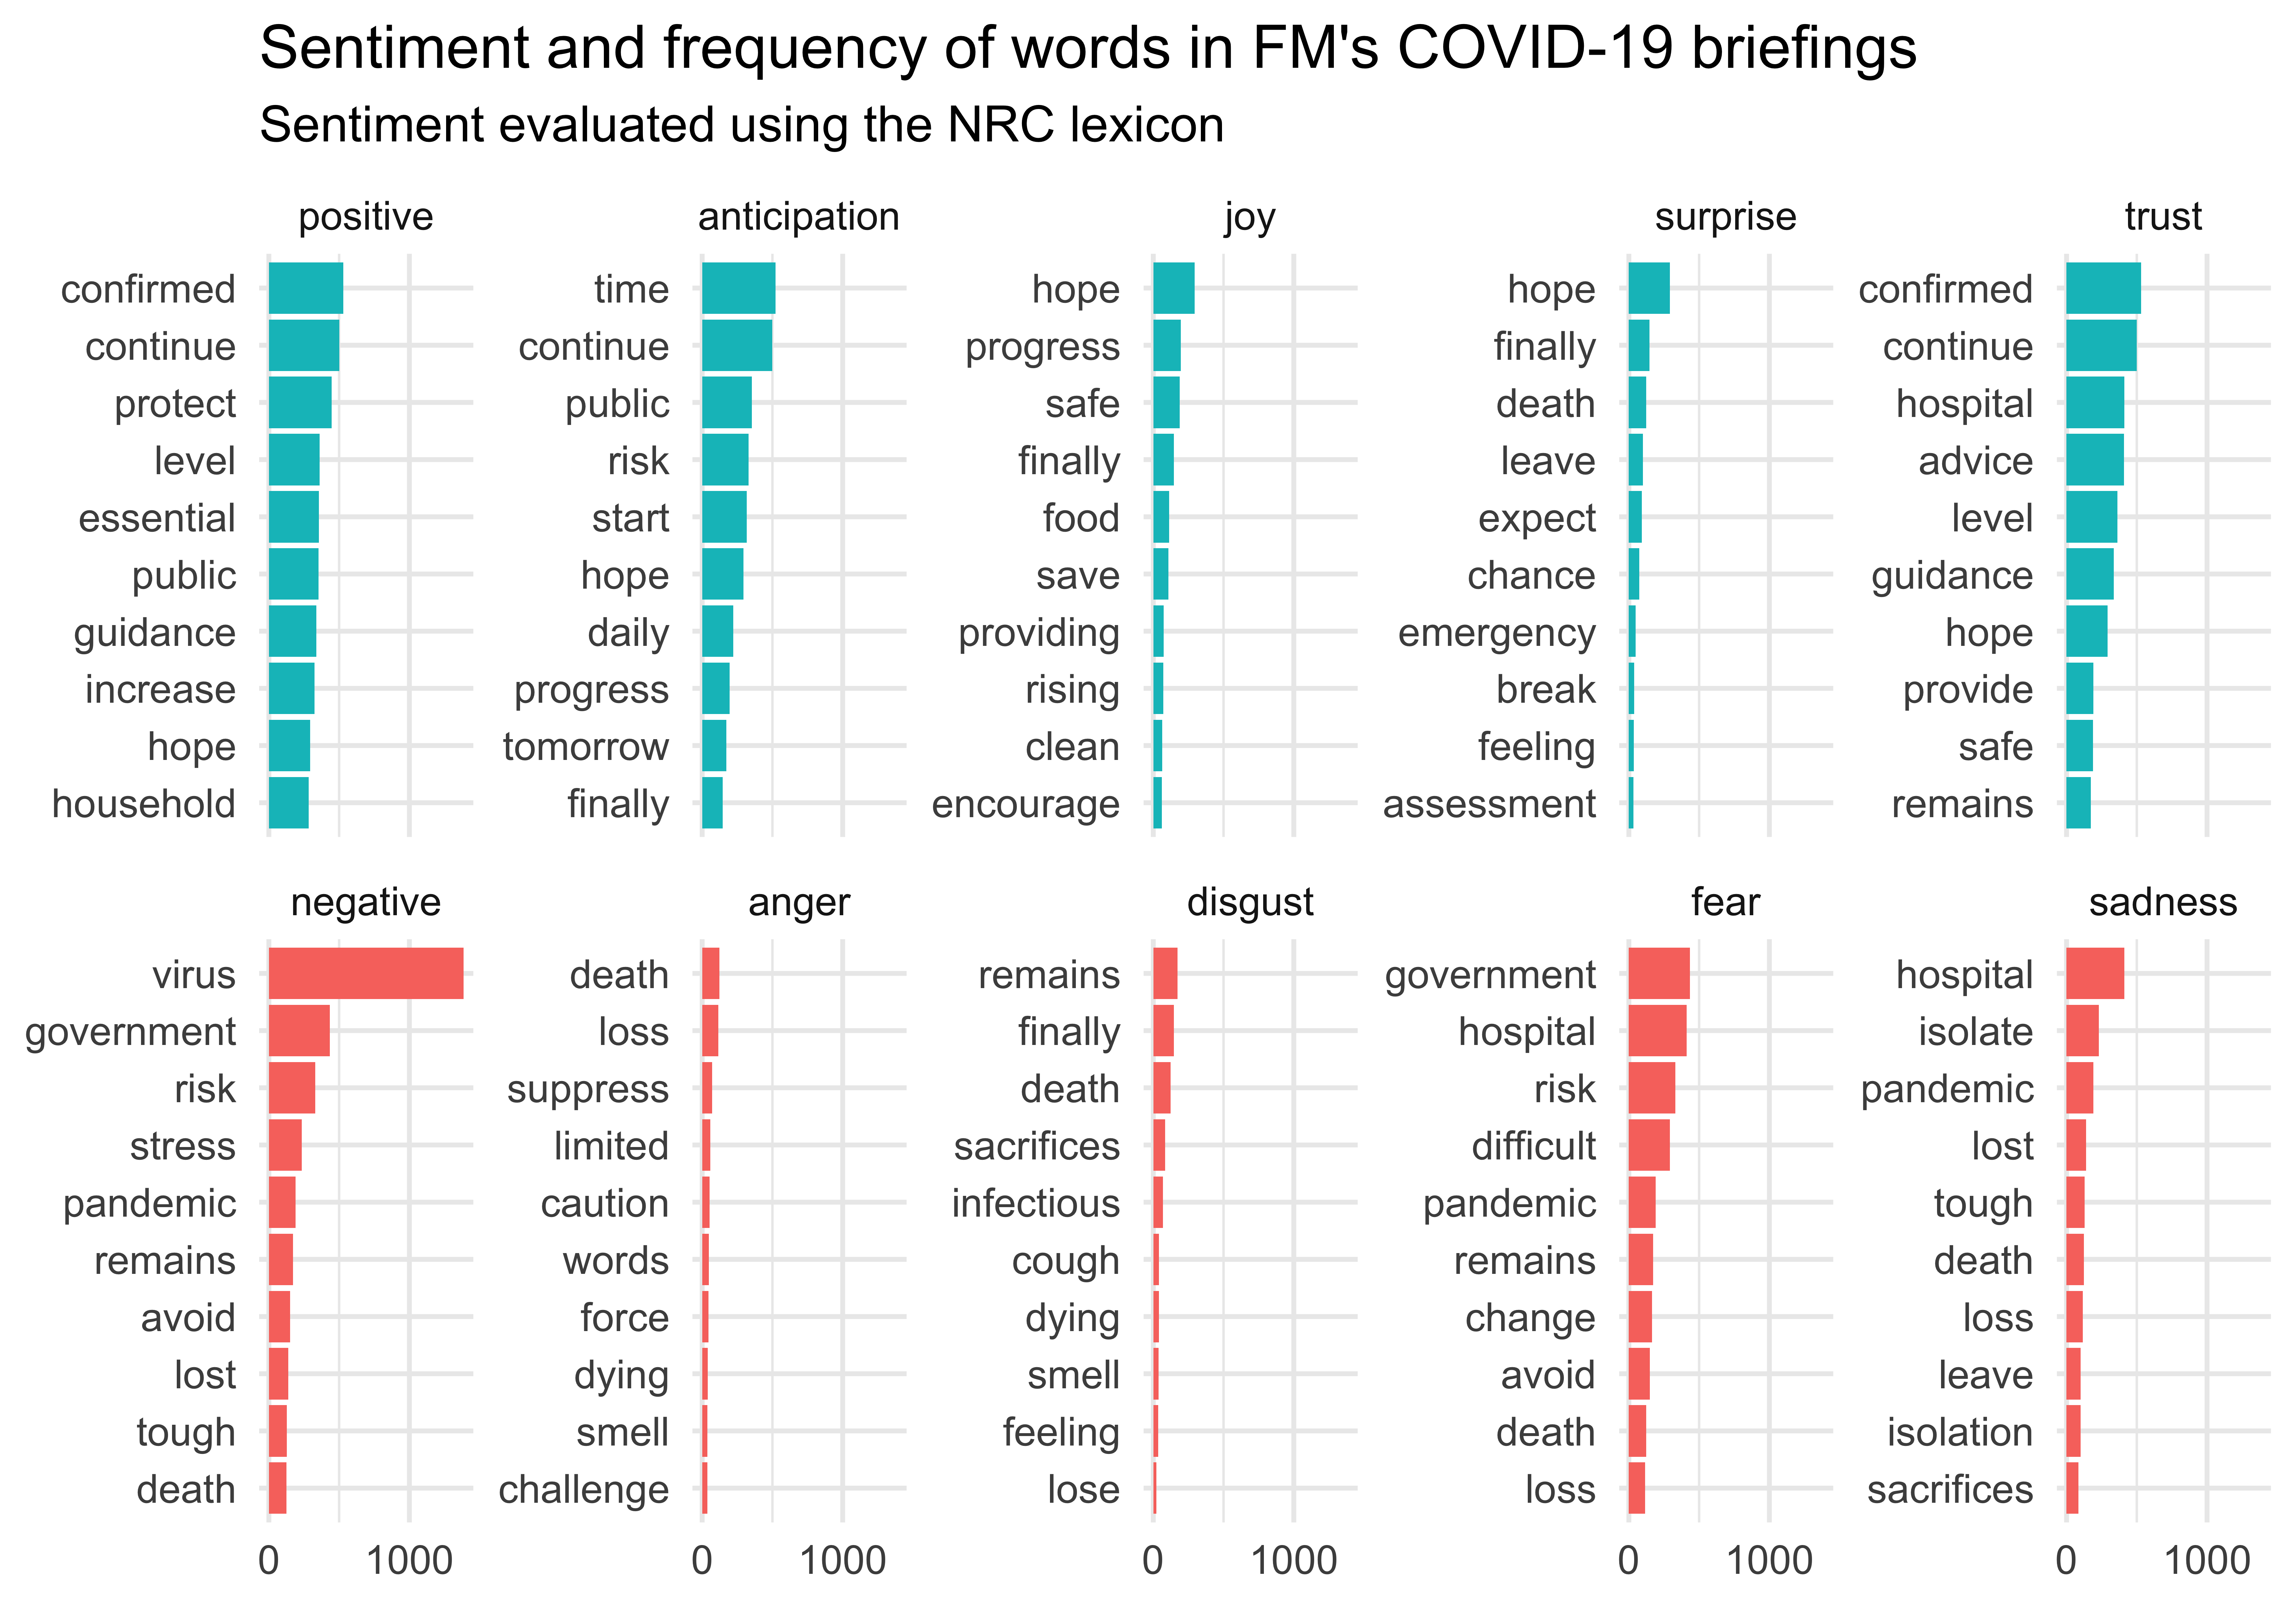 Sentiment and frequency of words in FM's COVID-19 briefings
Sentiment evaluated using the NRC lexicon
positive
confirmed
continue
protect
level
essential
public
guidance
increase
hope
household
anticipation
time
continue
public
risk
start
hope
daily
progress
tomorrow
finally
joy
hope
progress
safe
finally
food
save
providing
rising
clean
encourage
surprise
hope
finally
death
leave
expect
chance
emergency
break
feeling
assessment
trust
confirmed
continue
hospital
advice
level
guidance
hope
provide
safe
remains
negative
virus
government
risk
stress
pandemic
remains
avoid
lost
tough
death
0 1000
anger
death
loss
suppress
limited
caution
words
force
dying
smell
challenge
0 1000
disgust
remains
finally
death
sacrifices
infectious
cough
dying
smell
feeling
lose
0 1000
fear
government
hospital
risk
difficult
pandemic
remains
change
avoid
death
loss
0 1000
sadness
hospital
isolate
pandemic
lost
tough
death
loss
leave
isolation
sacrifices
0 1000